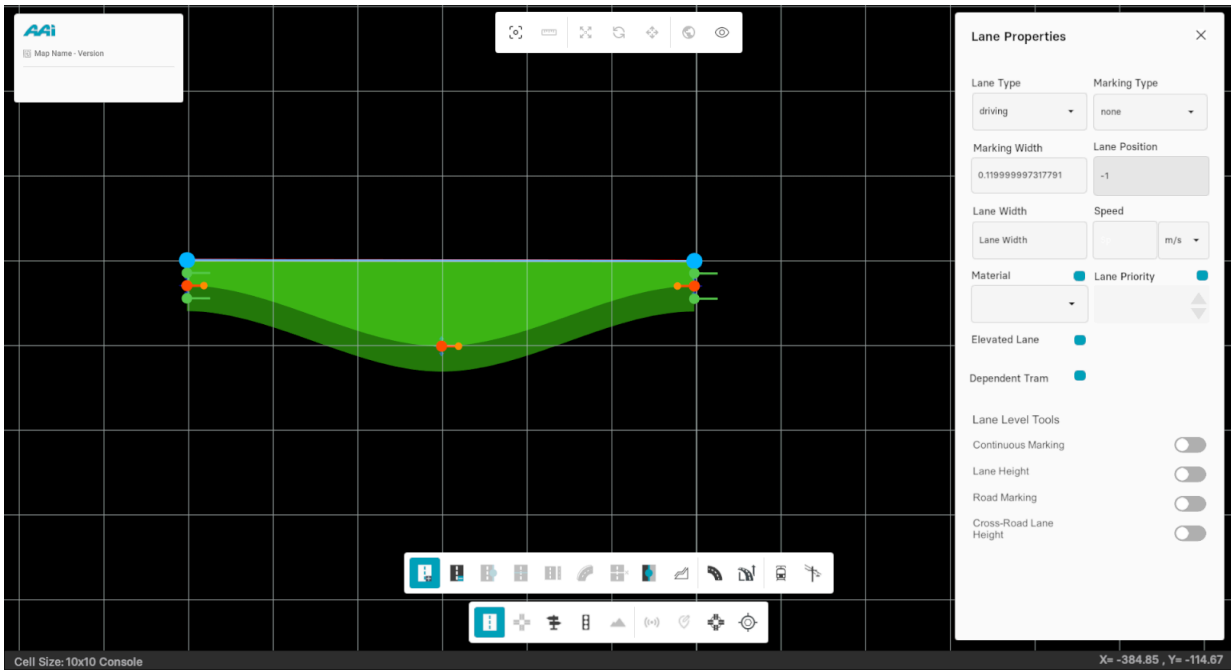 AAi
Map Name - Version
Lane Properties
Lane Type
Marking Type
driving
none
Marking Width
Lane Position
0.119999997317791
-1
Lane Width
Speed
Lane Width
m/s
Material
Lane Priority
Elevated Lane
Dependent Tram
Lane Level Tools
Continuous Marking
Lane Height
Road Marking
Cross-Road Lane
Height
Cell Size: 10x10 Console
X= -384.85 , Y= -114.67